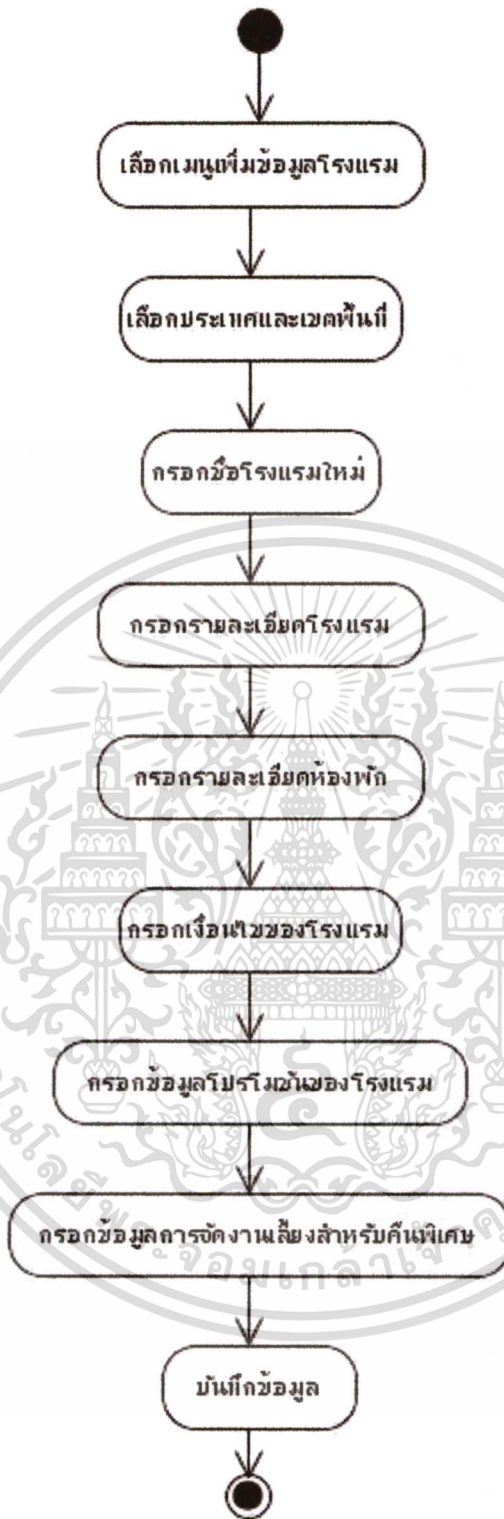 เลือกเมนูเพิ่มข้อมูลโรงแรม
เลือกประเทศและเขตพื้นที่
กรอกชื่อโรงแรมใหม่
กรอกรายละเอียดโรงแรม
กรอกรายละเอียดห้องพัก
กรอกเงื่อนไขของโรงแรม
กรอกข้อมูลโปรโมชั่นของโรงแรม
กรอกข้อมูลการจัดงานเลี้ยงสำหรับคืนพิเศษ
บันทึกข้อมูล